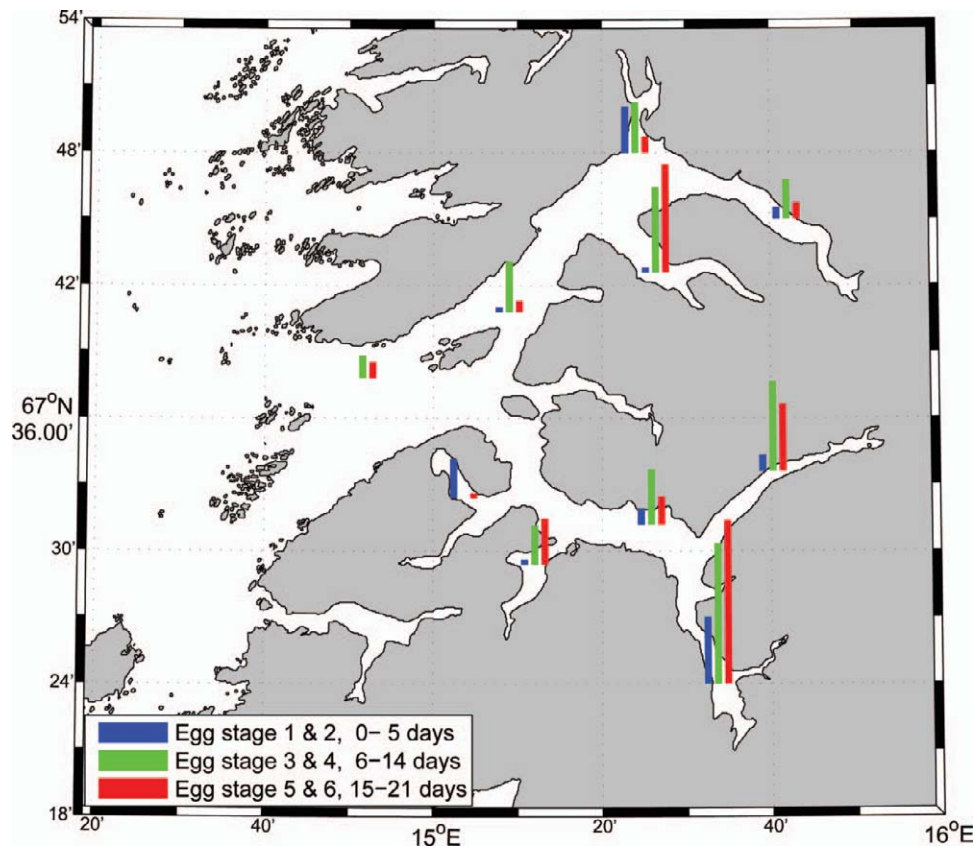 54'
48'
42'
67°N
36.00'
30'
24'
Egg stage 1 & 2, 0− 5 days
Egg stage 3 & 4, 6−14 days
Egg stage 5 & 6, 15−21 days
18'
20' 40' 15°E 20' 40' 16°E